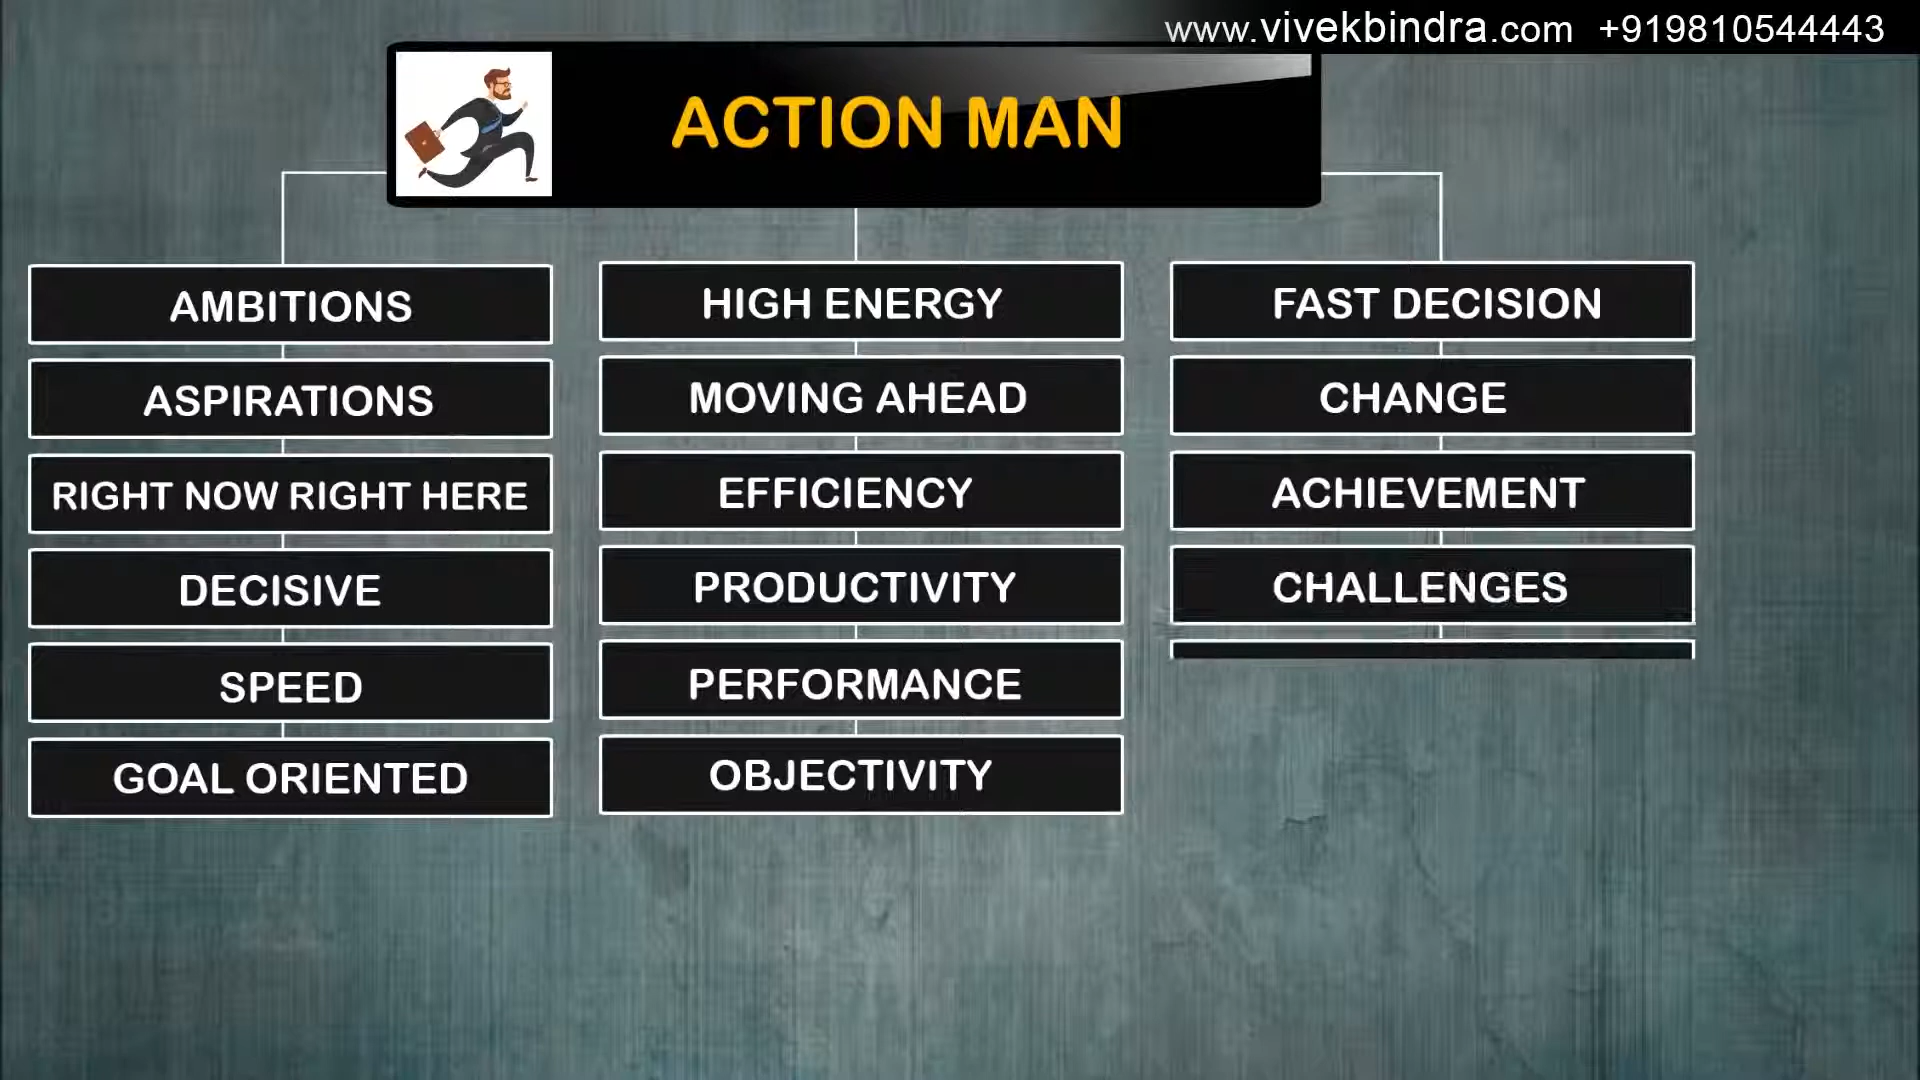 www.vivekbindra.com +919810544443
ACTION MAN
AMBITIONS
ASPIRATIONS
RIGHT NOW RIGHT HERE
DECISIVE
SPEED
GOAL ORIENTED
HIGH ENERGY
MOVING AHEAD
EFFICIENCY
PRODUCTIVITY
PERFORMANCE
OBJECTIVITY
FAST DECISION
CHANGE
ACHIEVEMENT
CHALLENGES